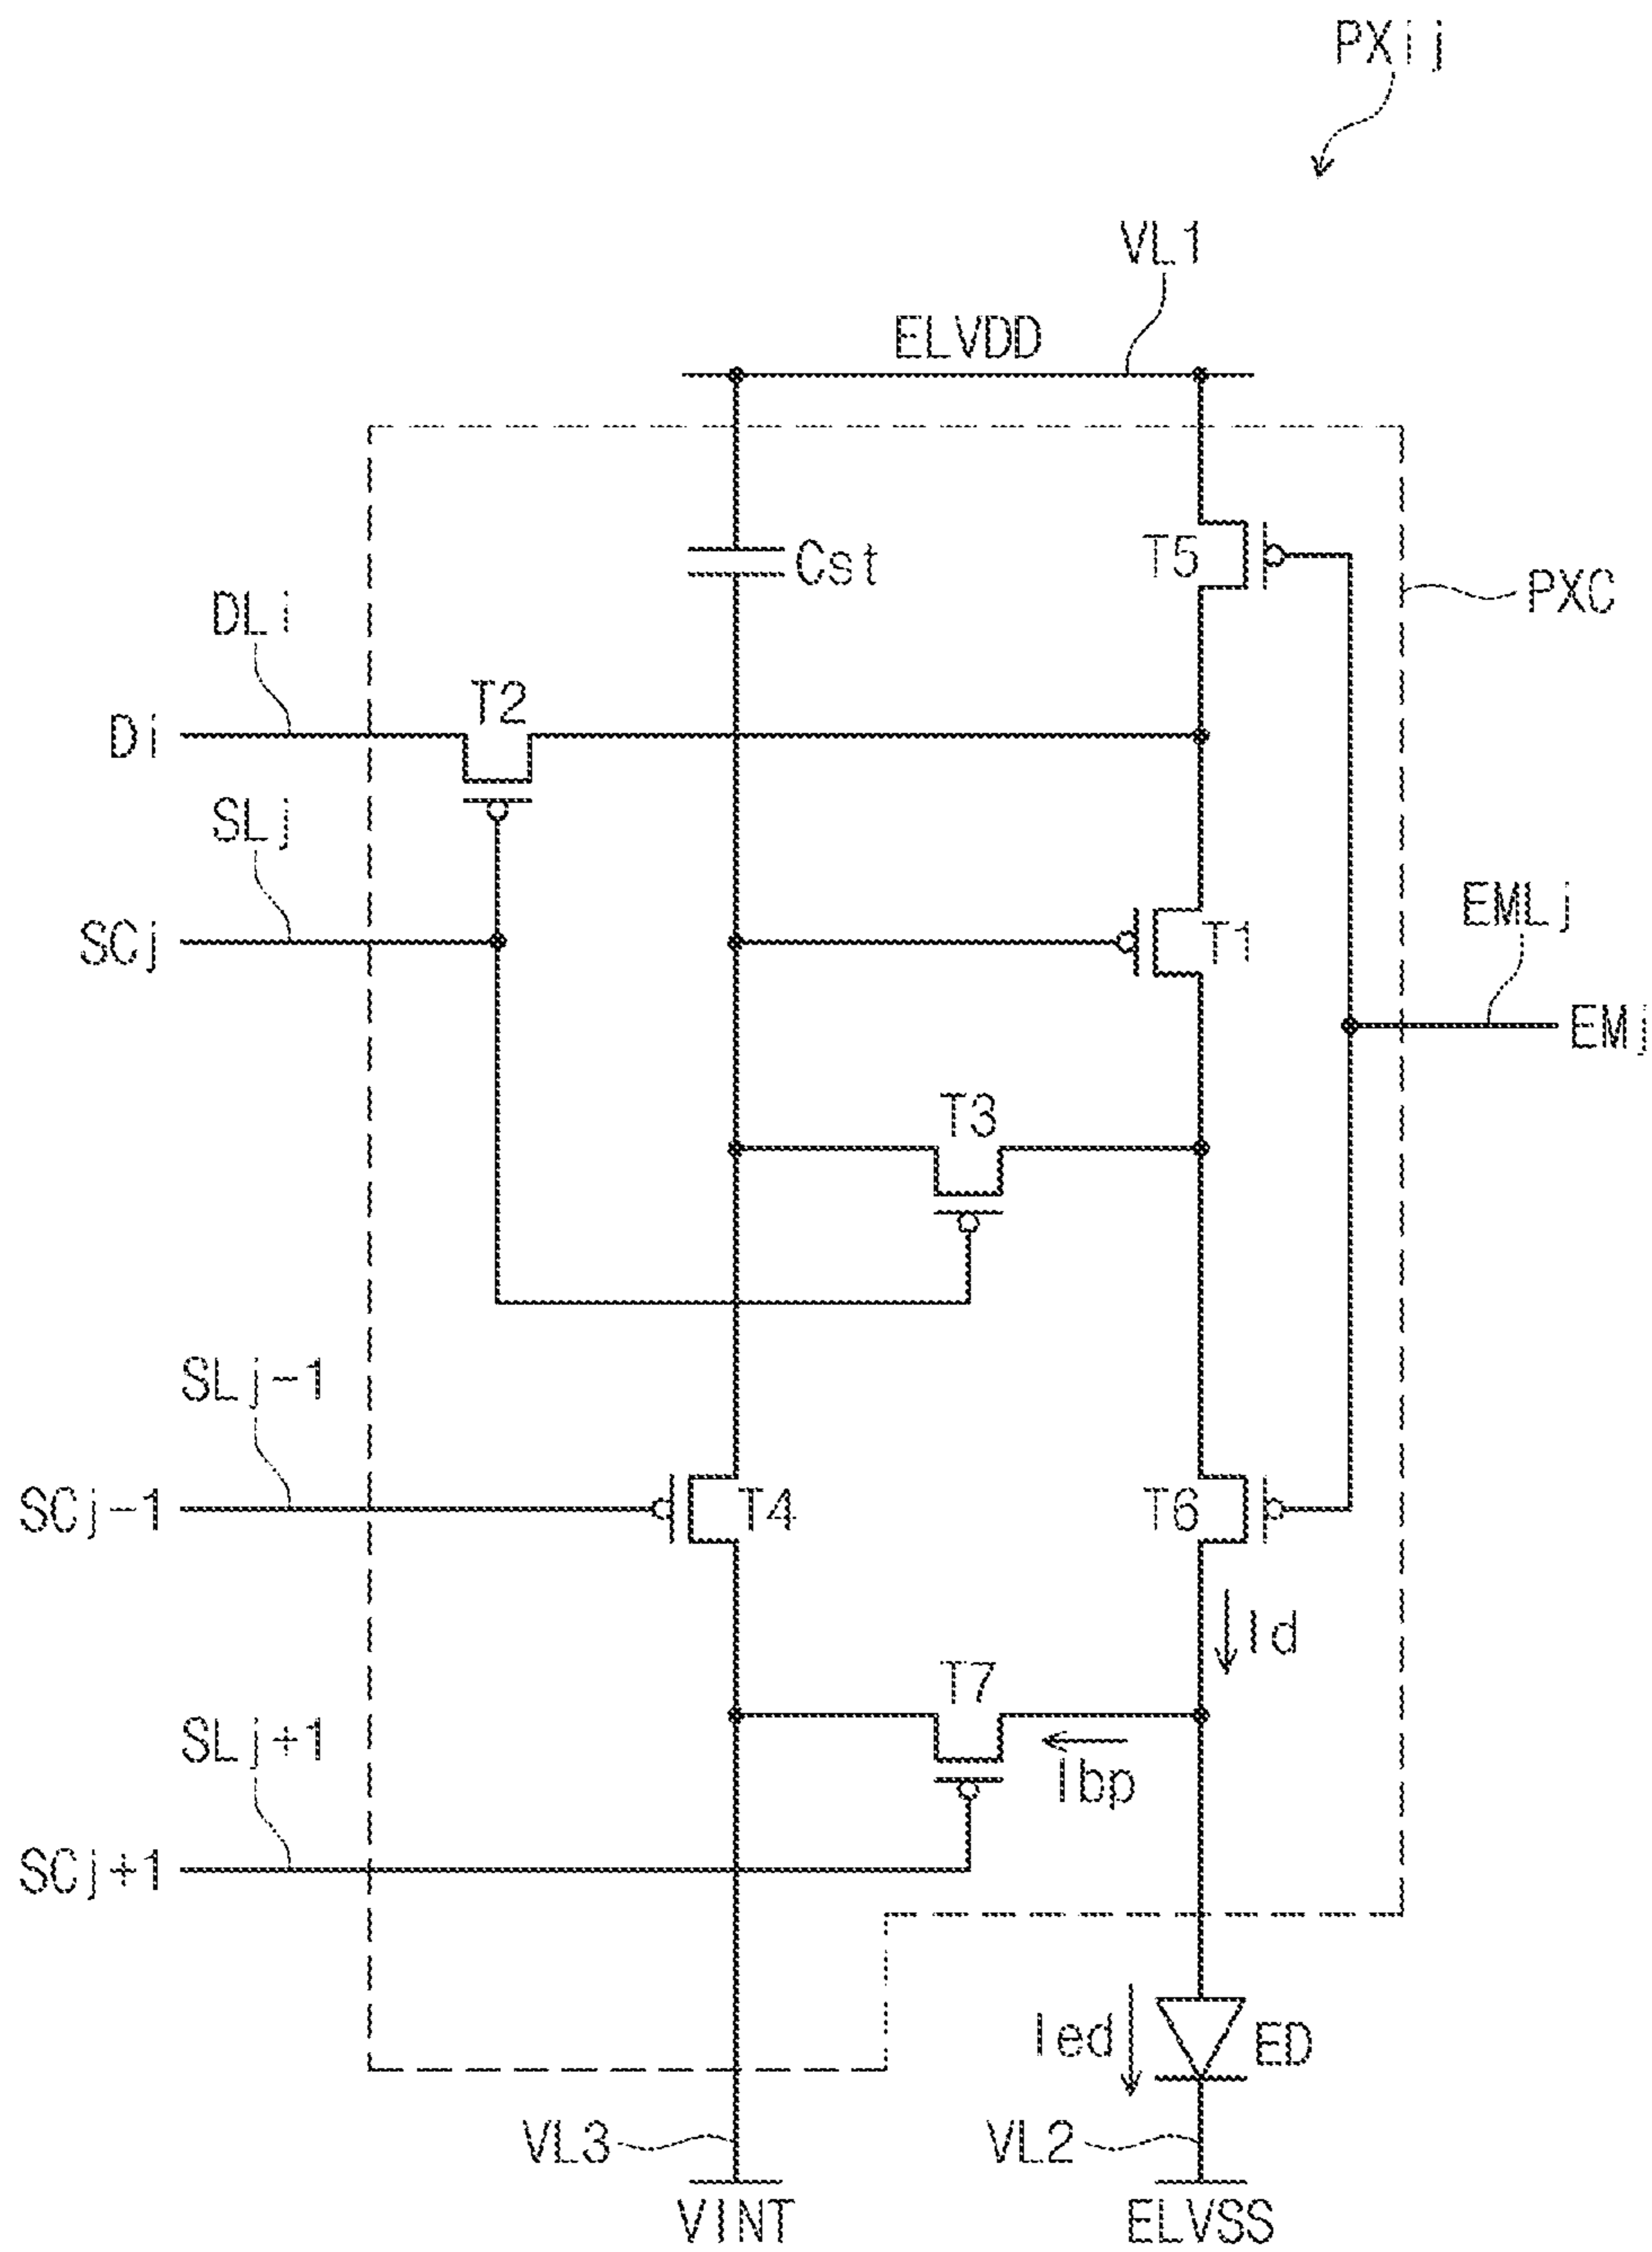 PXij
VL1
ELVDD
Cst
T5
PXC
DLi
T2
Di
SLj
SCj
T1
EMLj
EMj
T3
SLj-1
SCj-1
T4
T6
Id
T7
Ibp
SLj+1
SCj+1
Ied
ED
VL3
VL2
VINT
ELVSS